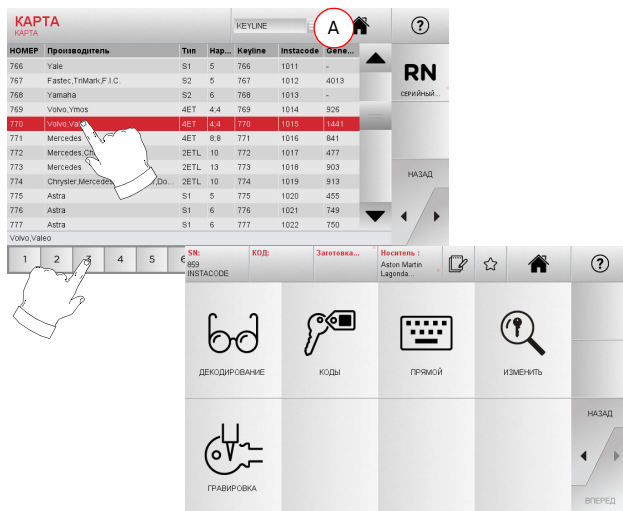 КАРТА
КАРТА
KEYLINE
A
?
НОМЕР Производитель Тип Нар... Keyline Instacode Gene...
766 Yale S1 5 766 1011 -
767 Fastec,TriMark,F.I.C. S2 5 767 1012 4013
768 Yamaha S2 6 768 1013 -
769 Volvo,Ymos 4ET 4;4 769 1014 926
770 Volvo,Val 4ET 4;4 770 1015 1441
771 Mercedes 4ET 8;8 771 1016 841
772 Mercedes,Ch 2ETL 10 772 1017 477
773 Mercedes 2ETL 13 773 1018 903
774 Chrysler,Mercedes ,Do... 2ETL 10 774 1019 913
775 Astra S1 5 775 1020 455
776 Astra S1 6 776 1021 749
777 Astra S1 6 777 1022 750
Volvo,Valeo
RN
СЕРИЙНЫЙ...
НАЗАД
1 2 3 4 5 6
SN: КОД: Заготовка... Носитель :
859
INSTACODE
Aston Martin
Lagonda...
?
ДЕКОДИРОВАНИЕ КОДЫ ПРЯМОЙ ИЗМЕНИТЬ
НАЗАД
ГРАВИРОВКА
ВПЕРЕД